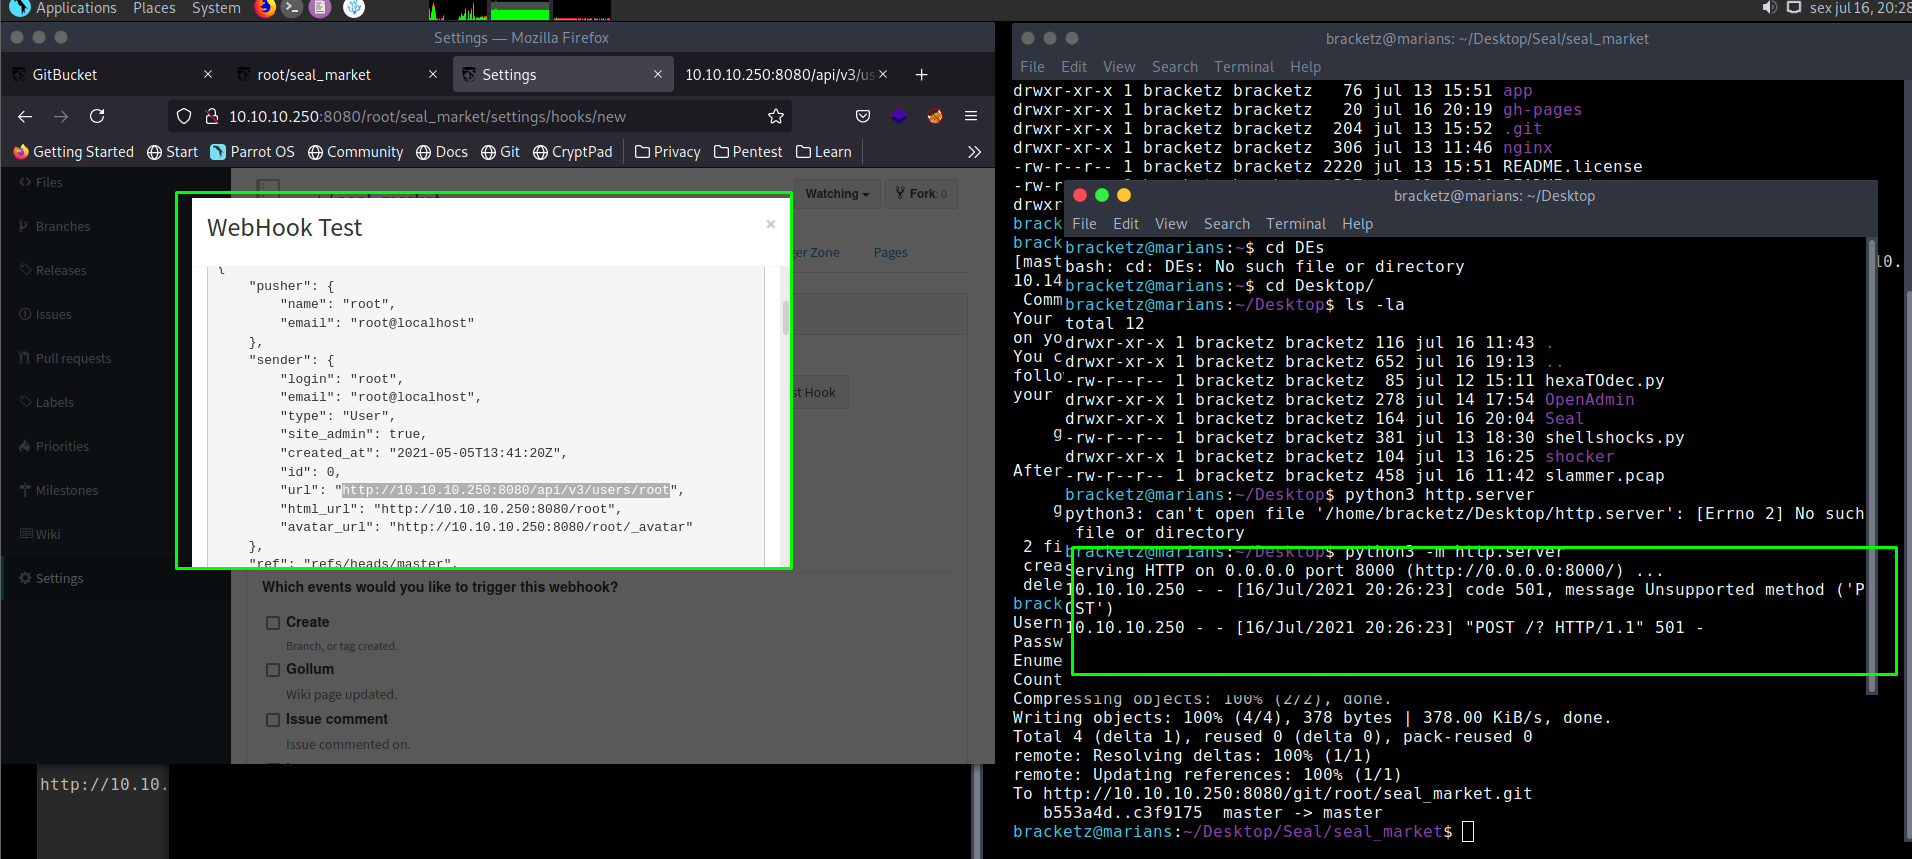 Applications Places System
sex jul 16, 20:28
Settings — Mozilla Firefox
GitBucket ×
root/seal_market ×
Settings ×
10.10.10.250:8080/api/v3/us ×
+
10.10.10.250:8080/root/seal_market/settings/hooks/new
Getting Started
Start
Parrot OS
Community
Docs
Git
CryptPad
Privacy
Pentest
Learn
Files
Branches
Releases
Issues
Pull requests
Labels
Priorities
Milestones
Wiki
Settings
Watching
Fork: 0
ger Zone
Pages
st Hook
WebHook Test
×
{
"pusher": {
"name": "root",
"email": "root@localhost"
},
"sender": {
"login": "root",
"email": "root@localhost",
"type": "User",
"site_admin": true,
"created_at": "2021-05-05T13:41:20Z",
"id": 0,
"url": "http://10.10.10.250:8080/api/v3/users/root",
"html_url": "http://10.10.10.250:8080/root",
"avatar_url": "http://10.10.10.250:8080/root/_avatar"
},
"ref": "refs/heads/master",
Which events would you like to trigger this webhook?
Create
Branch, or tag created.
Gollum
Wiki page updated.
Issue comment
Issue commented on.
http://10.10.
bracketz@marians: ~/Desktop/Seal/seal_market
File Edit View Search Terminal Help
drwxr-xr-x 1 bracketz bracketz 76 jul 13 15:51 app
drwxr-xr-x 1 bracketz bracketz 20 jul 16 20:19 gh-pages
drwxr-xr-x 1 bracketz bracketz 204 jul 13 15:52 .git
drwxr-xr-x 1 bracketz bracketz 306 jul 13 11:46 nginx
-rw-r--r-- 1 bracketz bracketz 2220 jul 13 15:51 README.license
-rw-r
drwxr
brack
brack
[mast
10.
10.14
Comm
Your
on yo
You c
follo
your
g
After
g
2 fi
crea
dele
brack
Usern
Passw
Enume
Count
Compressing objects: 100% (2/2), done.
Writing objects: 100% (4/4), 378 bytes | 378.00 KiB/s, done.
Total 4 (delta 1), reused 0 (delta 0), pack-reused 0
remote: Resolving deltas: 100% (1/1)
remote: Updating references: 100% (1/1)
To http://10.10.10.250:8080/git/root/seal_market.git
b553a4d..c3f9175 master -> master
bracketz@marians:~/Desktop/Seal/seal_market$
bracketz@marians: ~/Desktop
File Edit View Search Terminal Help
bracketz@marians:~$ cd DEs
bash: cd: DEs: No such file or directory
bracketz@marians:~$ cd Desktop/
bracketz@marians:~/Desktop$ ls -la
total 12
drwxr-xr-x 1 bracketz bracketz 116 jul 16 11:43 .
drwxr-xr-x 1 bracketz bracketz 652 jul 16 19:13 ..
-rw-r--r-- 1 bracketz bracketz 85 jul 12 15:11 hexaTOdec.py
drwxr-xr-x 1 bracketz bracketz 278 jul 14 17:54 OpenAdmin
drwxr-xr-x 1 bracketz bracketz 164 jul 16 20:04 Seal
-rw-r--r-- 1 bracketz bracketz 381 jul 13 18:30 shellshocks.py
drwxr-xr-x 1 bracketz bracketz 104 jul 13 16:25 shocker
-rw-r--r-- 1 bracketz bracketz 458 jul 16 11:42 slammer.pcap
bracketz@marians:~/Desktop$ python3 http.server
python3: can't open file '/home/bracketz/Desktop/http.server': [Errno 2] No such
file or directory
bracketz@marians:~/Desktop$ python3 -m http.server
Serving HTTP on 0.0.0.0 port 8000 (http://0.0.0.0:8000/) ...
10.10.10.250 - - [16/Jul/2021 20:26:23] code 501, message Unsupported method ('P
OST')
10.10.10.250 - - [16/Jul/2021 20:26:23] "POST /? HTTP/1.1" 501 -